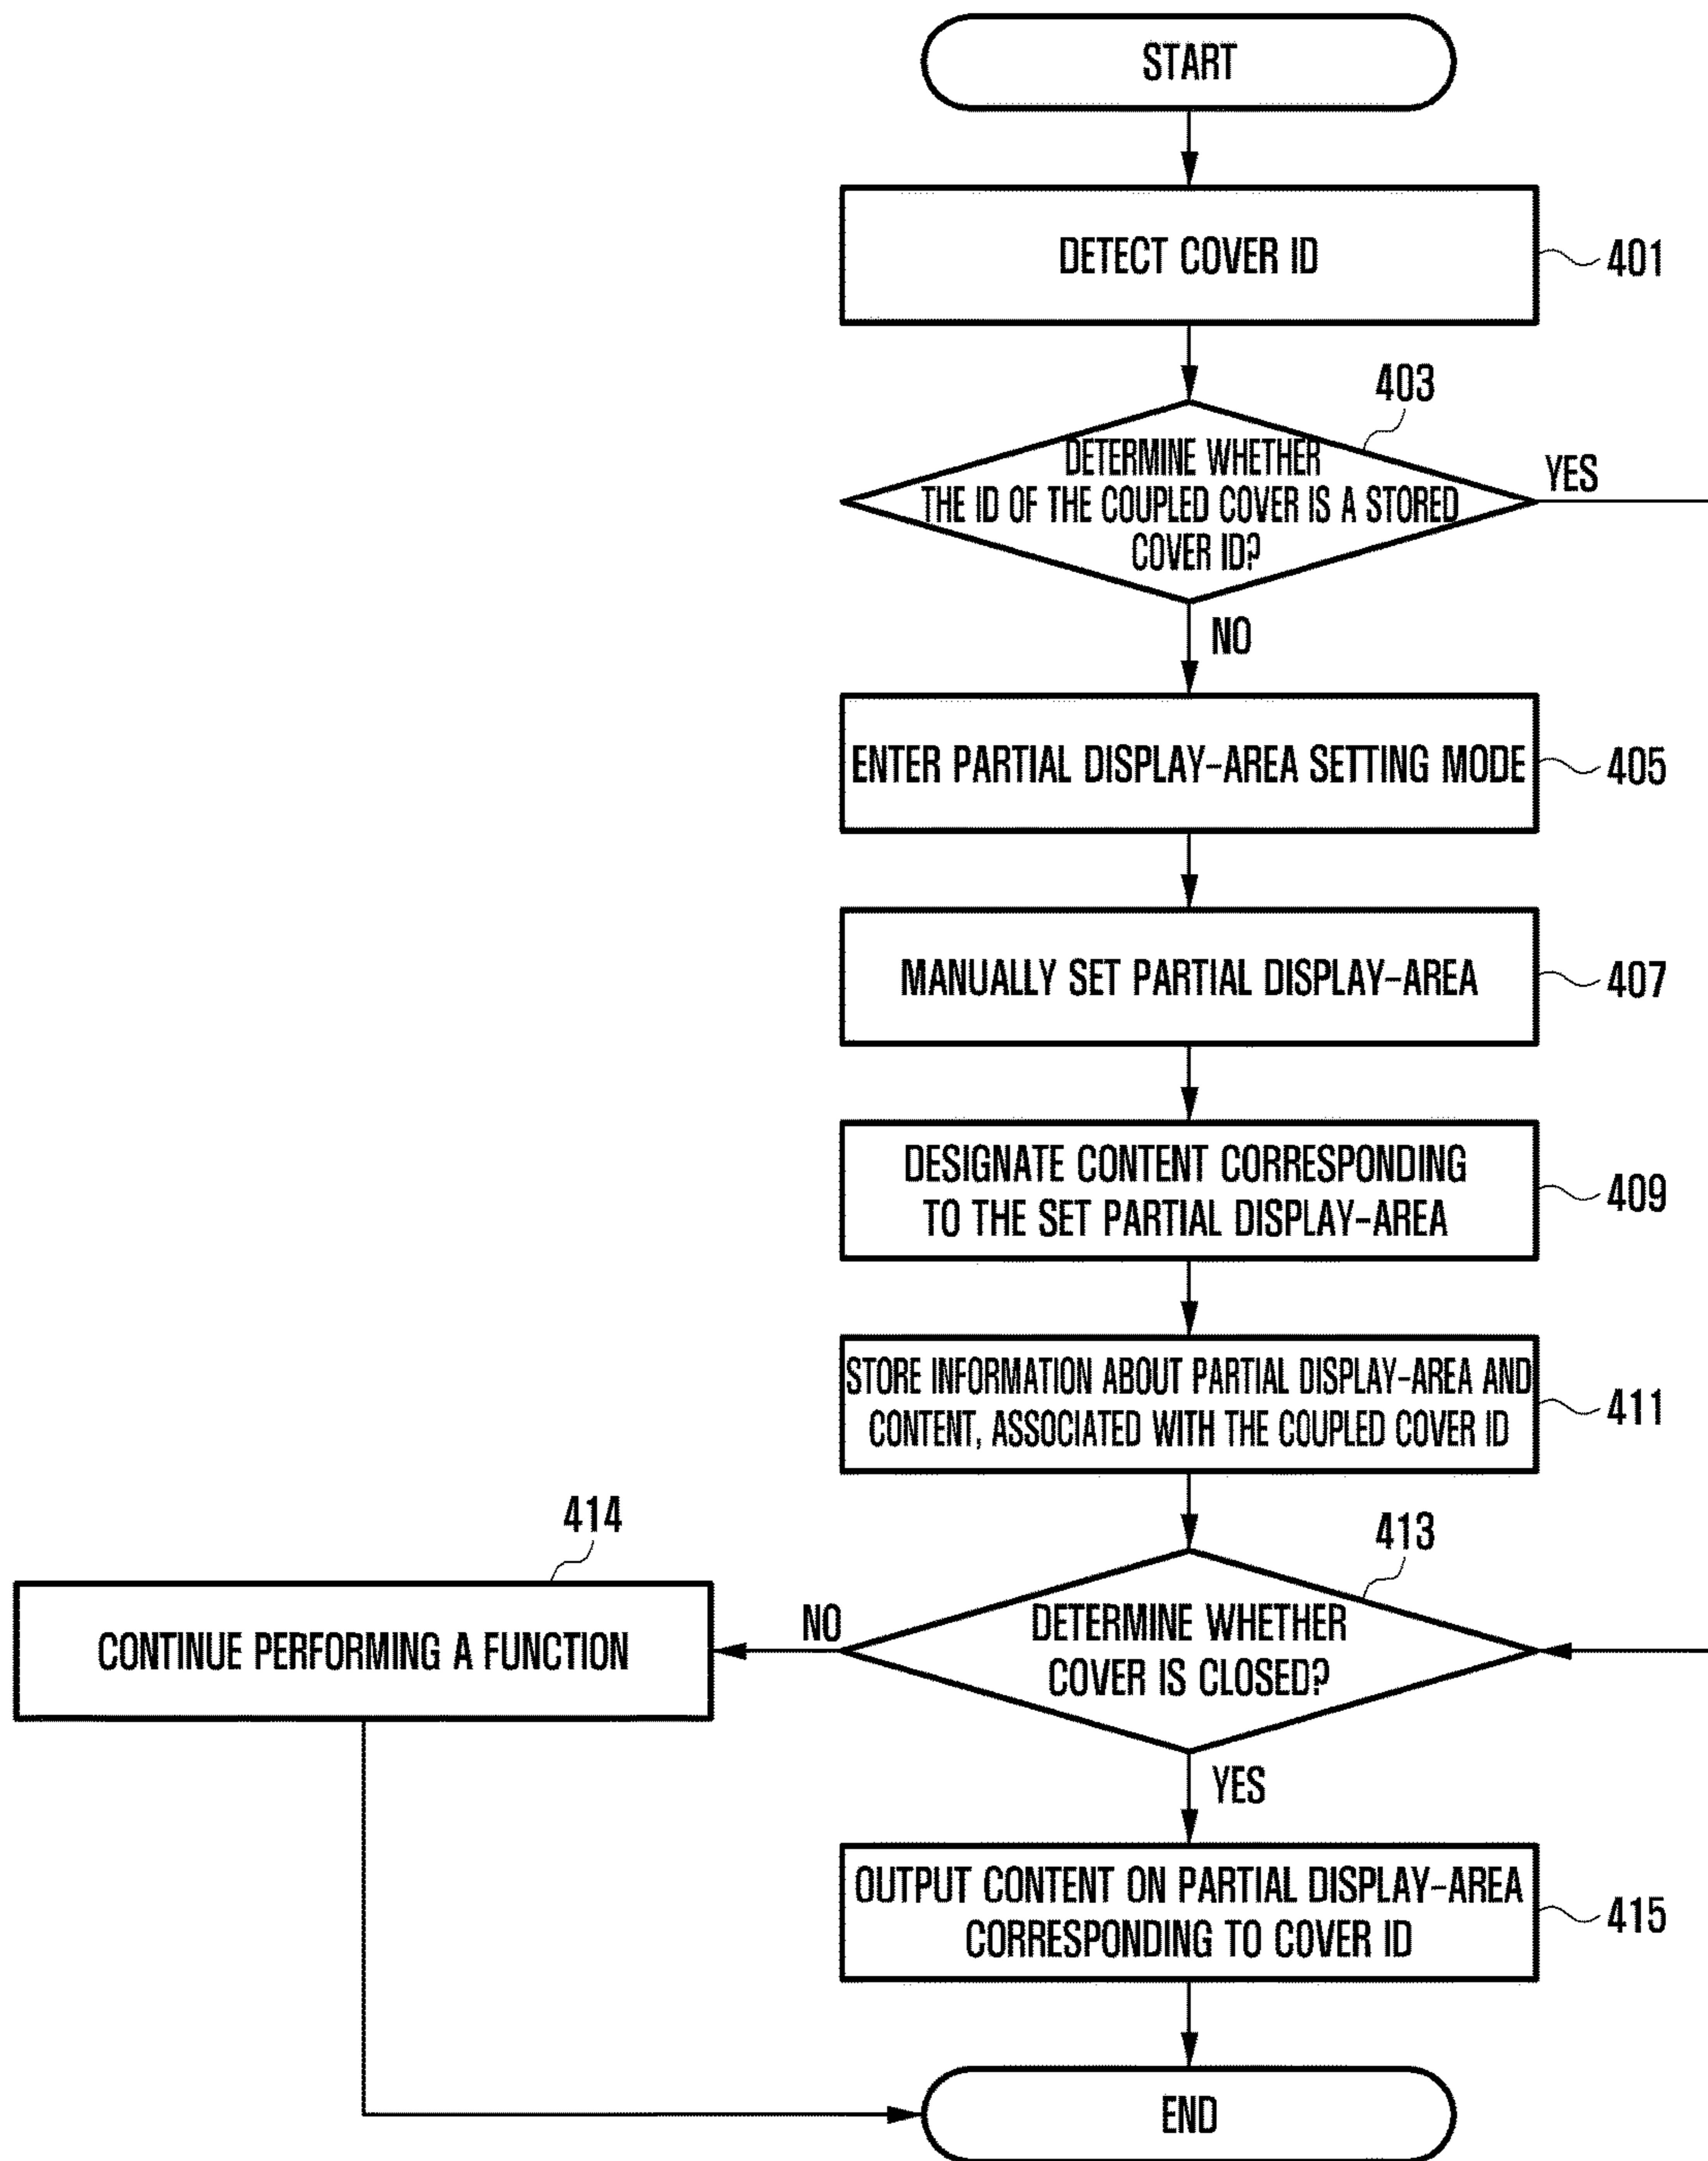 START
DETECT COVER ID
401
403
DETERMINE WHETHER
THE ID OF THE COUPLED COVER IS A STORED
COVER ID?
YES
NO
ENTER PARTIAL DISPLAY-AREA SETTING MODE
405
MANUALLY SET PARTIAL DISPLAY-AREA
407
DESIGNATE CONTENT CORRESPONDING
TO THE SET PARTIAL DISPLAY-AREA
409
STORE INFORMATION ABOUT PARTIAL DISPLAY-AREA AND
CONTENT, ASSOCIATED WITH THE COUPLED COVER ID
411
414
413
CONTINUE PERFORMING A FUNCTION
NO
DETERMINE WHETHER
COVER IS CLOSED?
YES
OUTPUT CONTENT ON PARTIAL DISPLAY-AREA
CORRESPONDING TO COVER ID
415
END